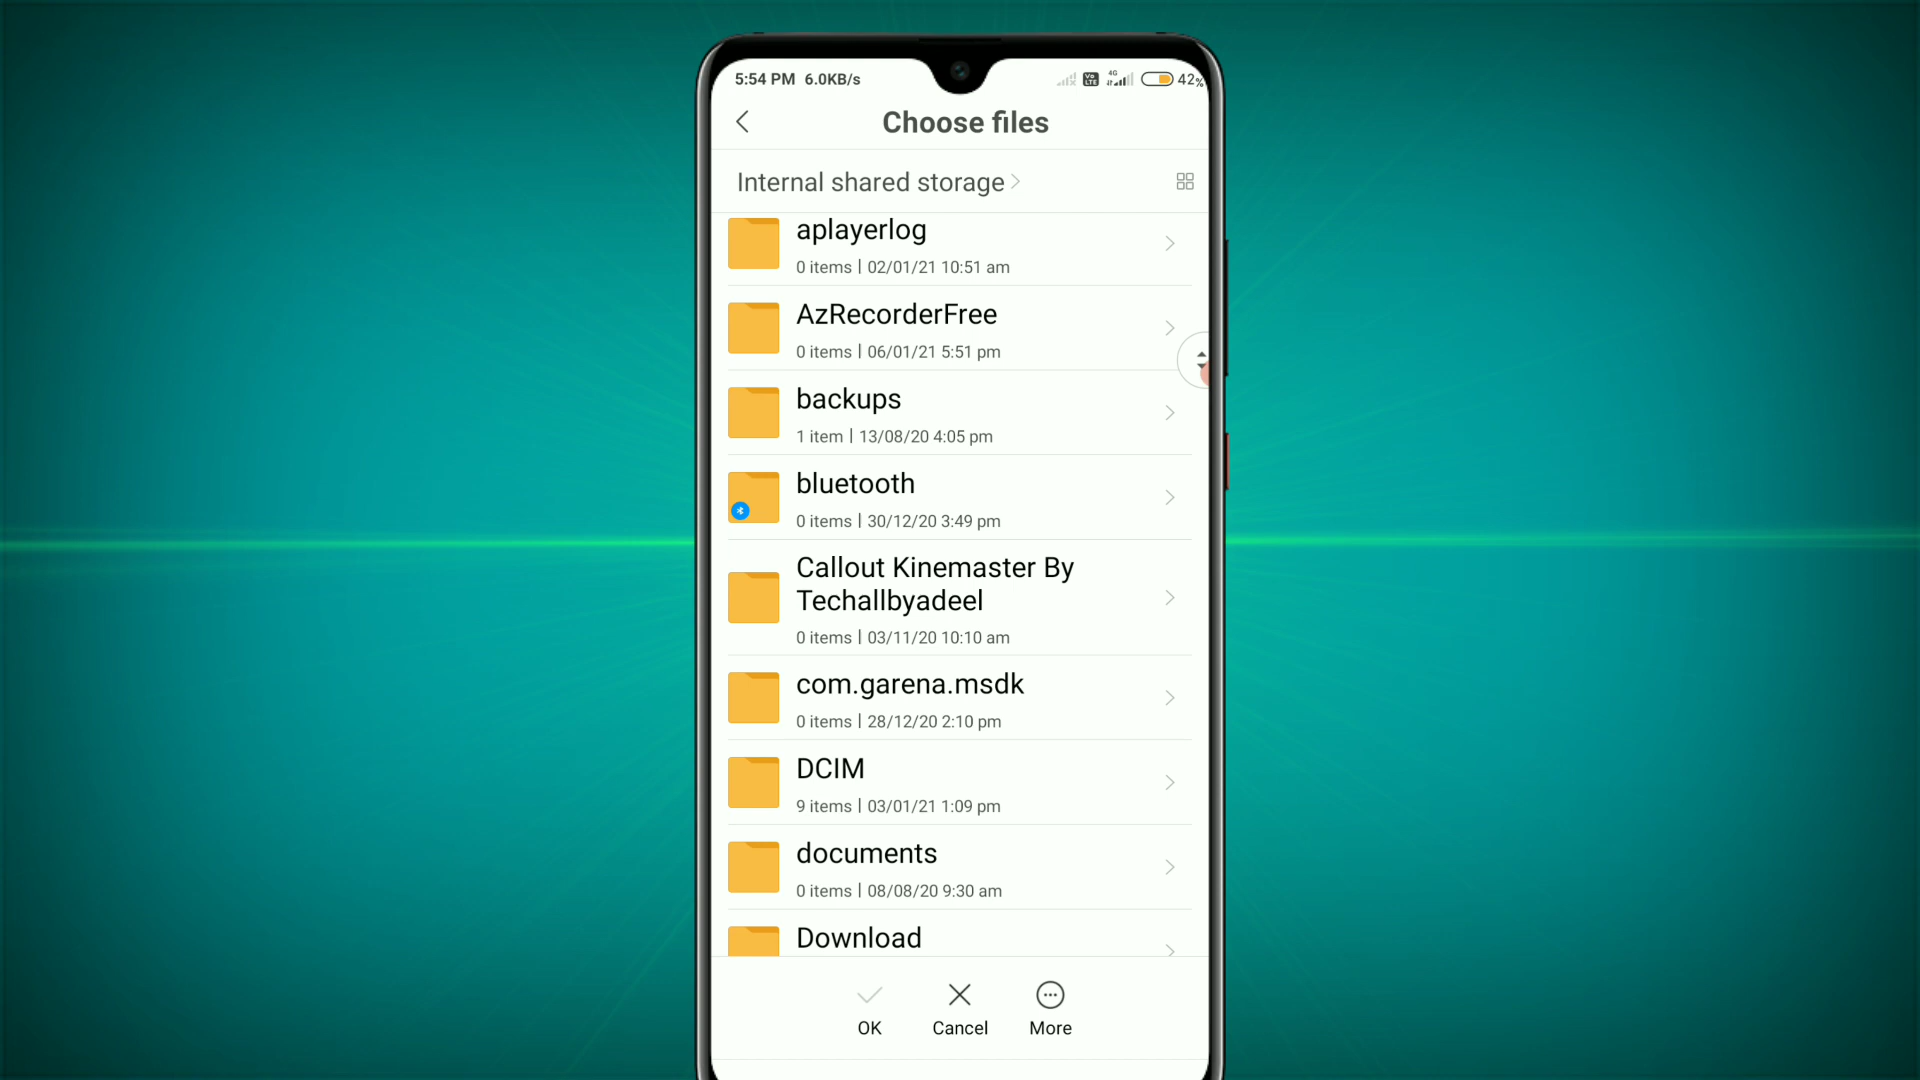 5:54 PM 6.0KB/s
Vo LTE 4G 42%
Choose files
Internal shared storage
aplayerlog
0 items | 02/01/21 10:51 am
AzRecorderFree
0 items | 06/01/21 5:51 pm
backups
1 item | 13/08/20 4:05 pm
bluetooth
0 items | 30/12/20 3:49 pm
Callout Kinemaster By
Techallbyadeel
0 items | 03/11/20 10:10 am
com.garena.msdk
0 items | 28/12/20 2:10 pm
DCIM
9 items | 03/01/21 1:09 pm
documents
0 items | 08/08/20 9:30 am
Download
OK Cancel More